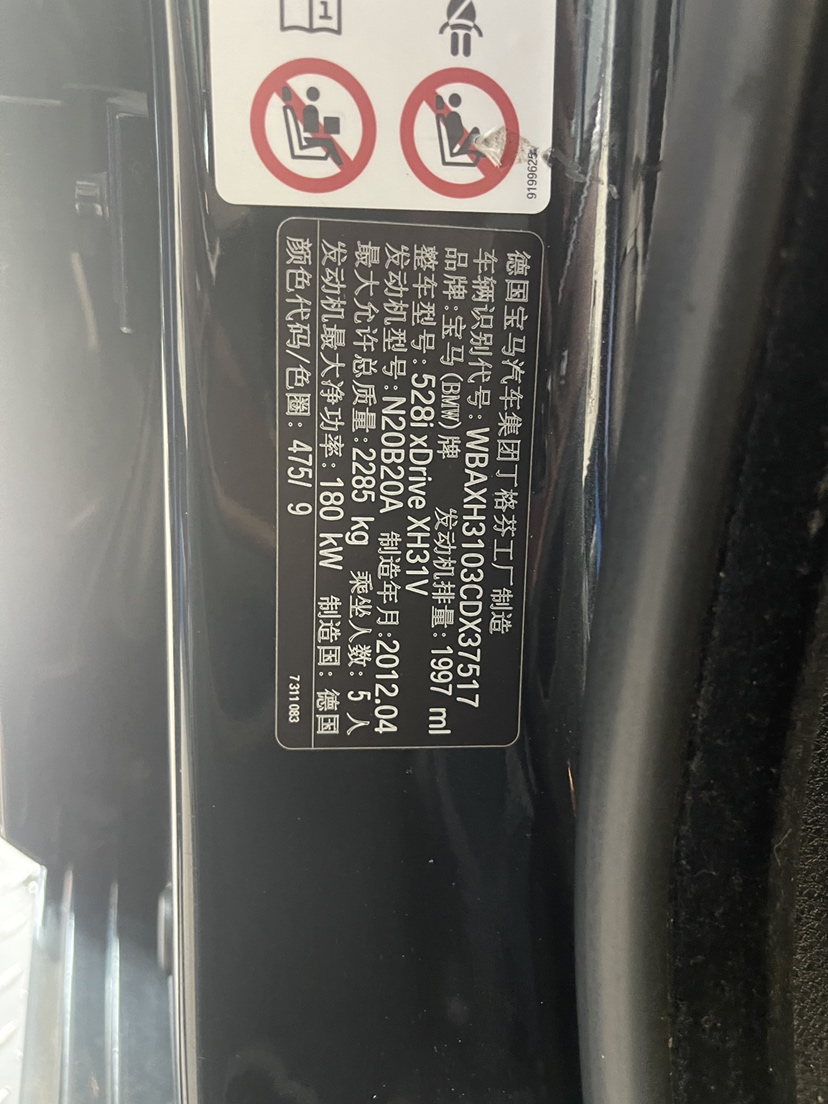 9199629
德国宝马汽车集团丁格芬工厂制造
车辆识别代号: WBAXH3103CDX37517
品牌:宝马(BMW)牌 发动机排量: 1997 ml
整车型号: 528i xDrive XH31V
发动机型号: N20B20A 制造年月:2012.04
最大允许总质量: 2285 kg 乘坐人数: 5 人
发动机最大净功率: 180 kW 制造国: 德国
颜色代码/色圈: 475/ 9
7311083